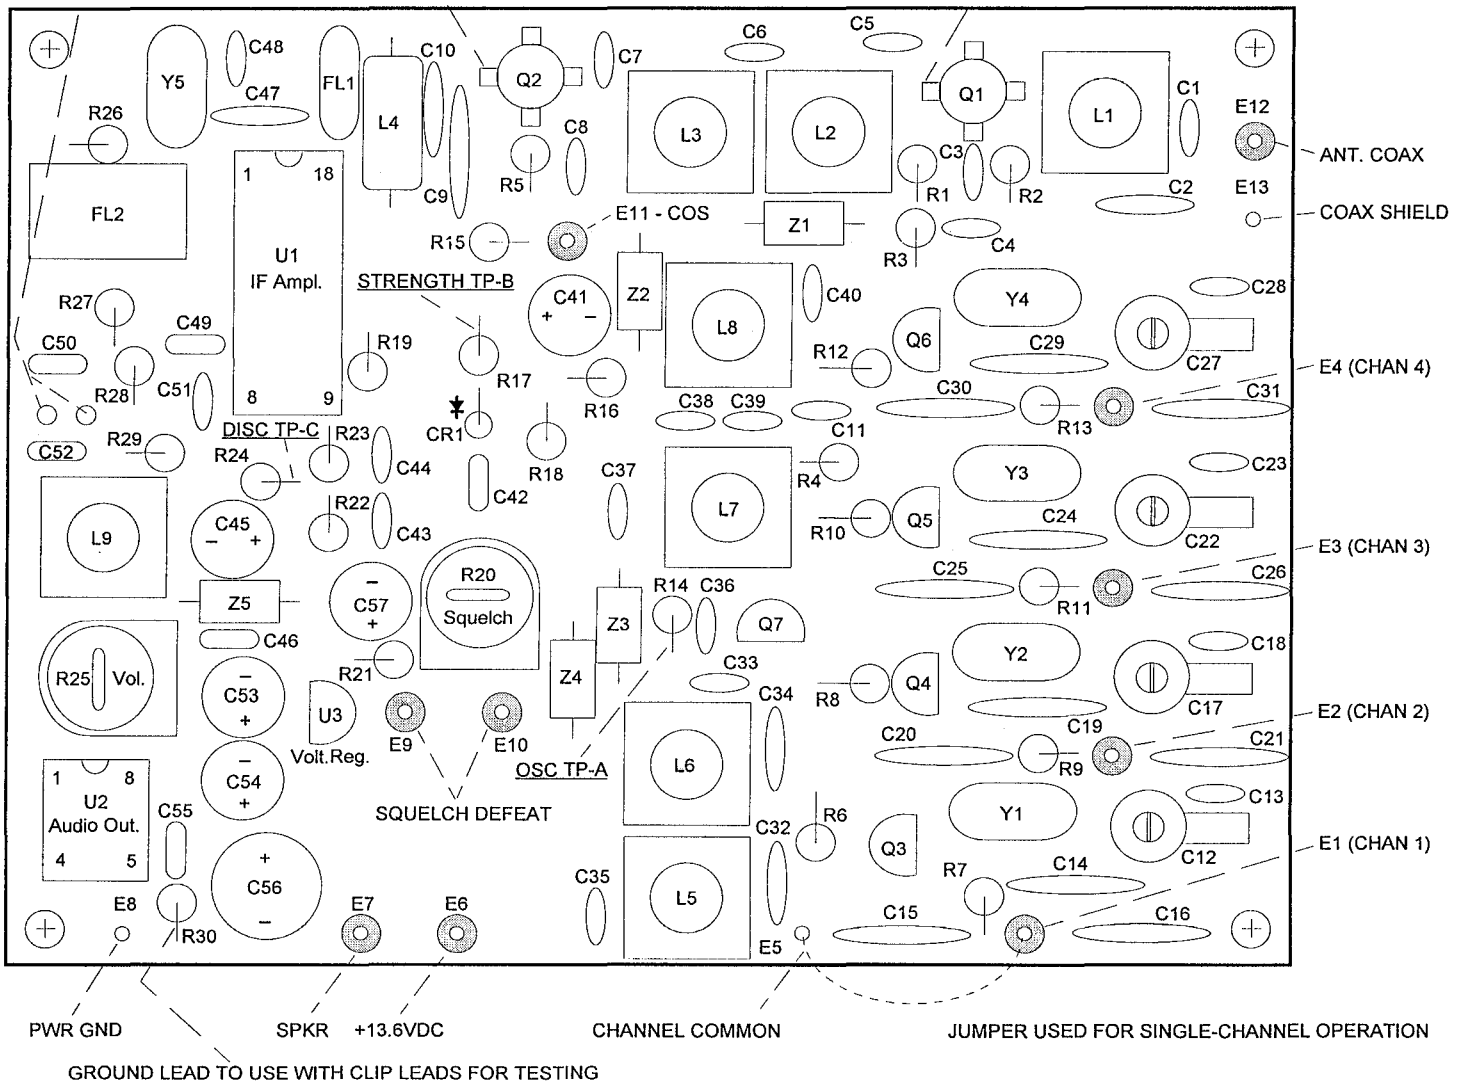 C48
C10
Q2
C7
C6
C5
Y5
FL1
C47
L4
Q1
L1
C1
E12
R26
L3
L2
C8
C3
ANT. COAX
1
18
R5
C9
R1
R2
C2
E13
FL2
E11 - COS
COAX SHIELD
U1
IF Ampl.
R15
Z1
R3
C4
STRENGTH TP-B
R27
C41
+
–
Z2
C40
Y4
C28
C49
L8
Q6
C50
R19
R12
C29
C27
R28
C51
8
9
R17
R16
E4 (CHAN 4)
C30
C31
C38
C39
CR1
C11
R13
DISC TP-C
R23
C52
R29
R24
C44
R18
C37
R4
Y3
C23
C42
R22
C45
–
+
C43
L7
R10
Q5
C24
C22
L9
R20
Squelch
E3 (CHAN 3)
–
C57
+
Z5
R14
C36
C25
R11
C26
Z3
Q7
C46
Y2
C18
R25
Vol.
R21
Z4
C33
R8
Q4
–
C53
+
U3
C34
C17
E2 (CHAN 2)
E9
E10
C19
C20
C21
Volt.Reg.
R9
OSC TP-A
L6
1
8
–
C54
+
U2
Audio Out.
C55
SQUELCH DEFEAT
R6
Y1
C13
C32
Q3
C12
E1 (CHAN 1)
4
5
+
C56
–
C35
L5
R7
C14
E8
E7
E6
C15
C16
R30
E5
PWR GND
SPKR
+13.6VDC
CHANNEL COMMON
JUMPER USED FOR SINGLE-CHANNEL OPERATION
GROUND LEAD TO USE WITH CLIP LEADS FOR TESTING